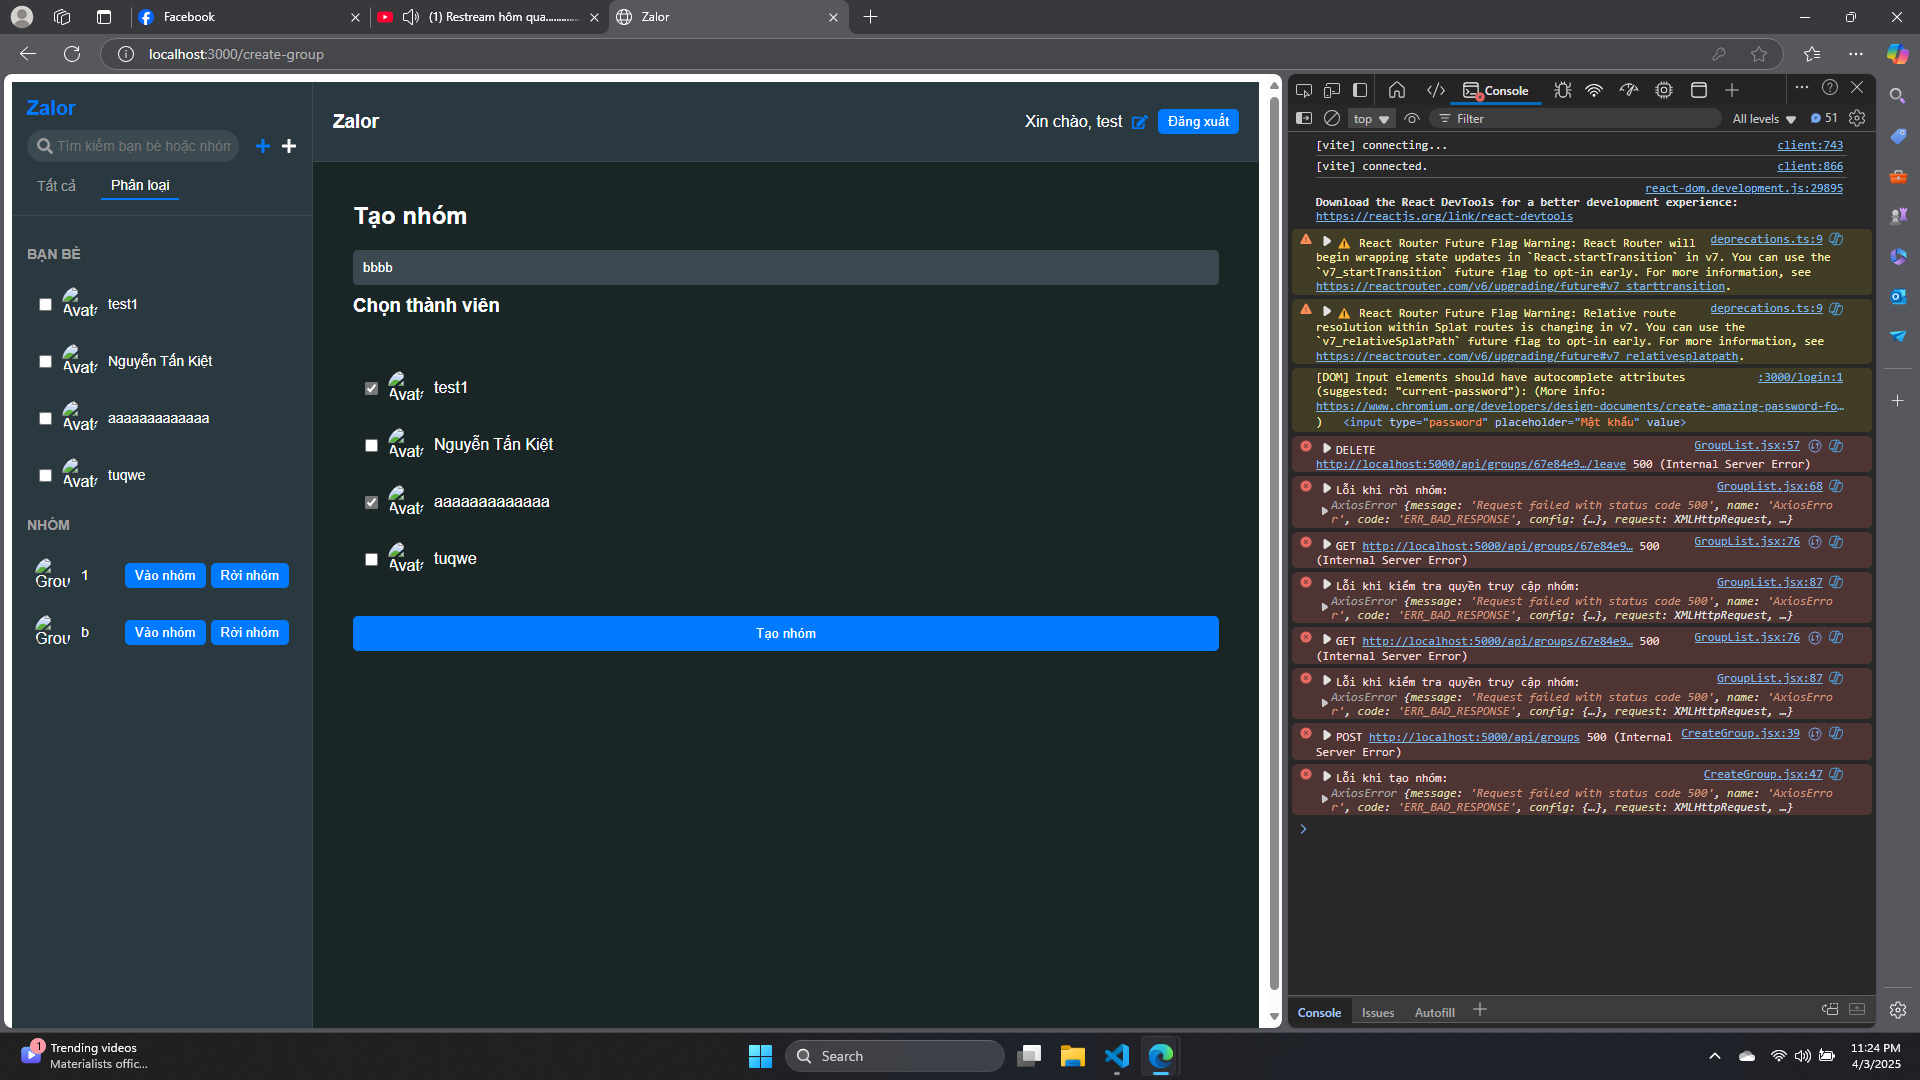 Facebook
(1) Restream hôm qua..............
Zalor
localhost:3000/create-group
Zalor
Tìm kiếm bạn bè hoặc nhóm
Tất cả
Phân loại
BẠN BÈ
Avata
test1
Avata
Nguyễn Tấn Kiệt
Avata
aaaaaaaaaaaaa
Avata
tuqwe
NHÓM
Grou
1
Vào nhóm
Rời nhóm
Grou
b
Vào nhóm
Rời nhóm
Zalor
Xin chào, test
Đăng xuất
Tạo nhóm
bbbb
Chọn thành viên
Avata
test1
Avata
Nguyễn Tấn Kiệt
Avata
aaaaaaaaaaaaa
Avata
tuqwe
Tạo nhóm
Console
top
Filter
All levels
51
[vite] connecting... client:743
[vite] connected. client:866
react-dom.development.js:29895
Download the React DevTools for a better development experience:
https://reactjs.org/link/react-devtools
React Router Future Flag Warning: React Router will deprecations.ts:9
begin wrapping state updates in `React.startTransition` in v7. You can use the
`v7_startTransition` future flag to opt-in early. For more information, see
https://reactrouter.com/v6/upgrading/future#v7_starttransition.
React Router Future Flag Warning: Relative route deprecations.ts:9
resolution within Splat routes is changing in v7. You can use the
`v7_relativeSplatPath` future flag to opt-in early. For more information, see
https://reactrouter.com/v6/upgrading/future#v7_relativesplatpath.
[DOM] Input elements should have autocomplete attributes :3000/login:1
(suggested: "current-password"): (More info:
https://www.chromium.org/developers/design-documents/create-amazing-password-fo…
) <input type="password" placeholder="Mật khẩu" value>
DELETE GroupList.jsx:57
http://localhost:5000/api/groups/67e84e9…/leave 500 (Internal Server Error)
Lỗi khi rời nhóm: GroupList.jsx:68
AxiosError {message: 'Request failed with status code 500', name: 'AxiosErro
r', code: 'ERR_BAD_RESPONSE', config: {…}, request: XMLHttpRequest, …}
GET http://localhost:5000/api/groups/67e84e9… 500 GroupList.jsx:76
(Internal Server Error)
Lỗi khi kiểm tra quyền truy cập nhóm: GroupList.jsx:87
AxiosError {message: 'Request failed with status code 500', name: 'AxiosErro
r', code: 'ERR_BAD_RESPONSE', config: {…}, request: XMLHttpRequest, …}
GET http://localhost:5000/api/groups/67e84e9… 500 GroupList.jsx:76
(Internal Server Error)
Lỗi khi kiểm tra quyền truy cập nhóm: GroupList.jsx:87
AxiosError {message: 'Request failed with status code 500', name: 'AxiosErro
r', code: 'ERR_BAD_RESPONSE', config: {…}, request: XMLHttpRequest, …}
POST http://localhost:5000/api/groups 500 (Internal CreateGroup.jsx:39
Server Error)
Lỗi khi tạo nhóm: CreateGroup.jsx:47
AxiosError {message: 'Request failed with status code 500', name: 'AxiosErro
r', code: 'ERR_BAD_RESPONSE', config: {…}, request: XMLHttpRequest, …}
Console
Issues
Autofill
1
Trending videos
Materialists offic...
Search
11:24 PM
4/3/2025